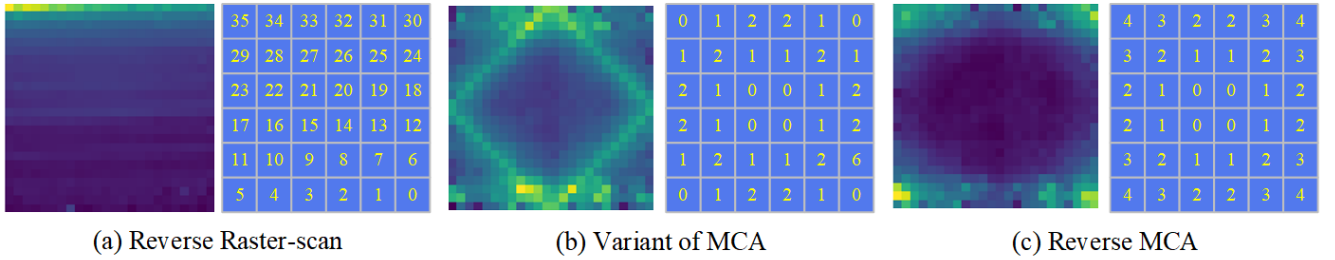 35 34 33 32 31 30
29 28 27 26 25 24
23 22 21 20 19 18
17 16 15 14 13 12
11 10 9 8 7 6
5 4 3 2 1 0
(a) Reverse Raster-scan
0 1 2 2 1 0
1 2 1 1 2 1
2 1 0 0 1 2
2 1 0 0 1 2
1 2 1 1 2 6
0 1 2 2 1 0
(b) Variant of MCA
4 3 2 2 3 4
3 2 1 1 2 3
2 1 0 0 1 2
2 1 0 0 1 2
3 2 1 1 2 3
4 3 2 2 3 4
(c) Reverse MCA